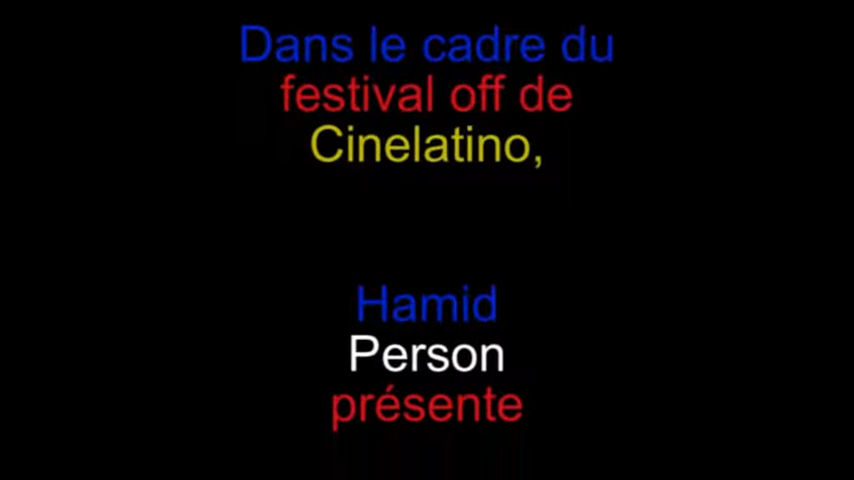 Dans le cadre du
festival off de
Cinelatino,
Hamid
Person
présente